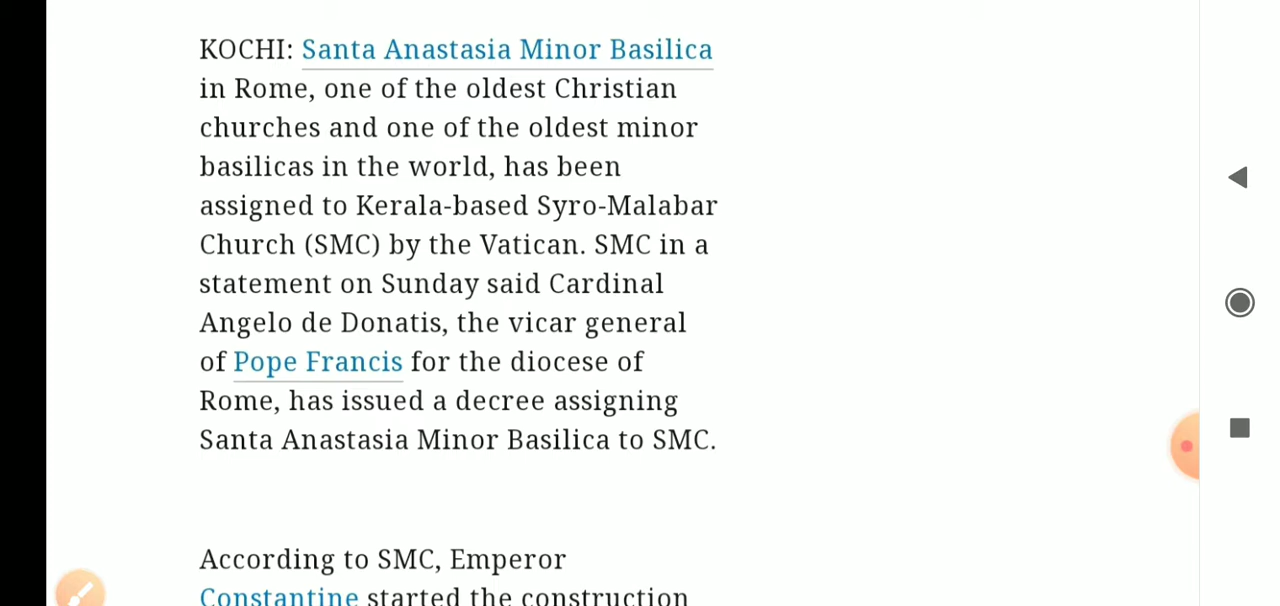 KOCHI: Santa Anastasia Minor Basilica
in Rome, one of the oldest Christian
churches and one of the oldest minor
basilicas in the world, has been
assigned to Kerala-based Syro-Malabar
Church (SMC) by the Vatican. SMC in a
statement on Sunday said Cardinal
Angelo de Donatis, the vicar general
of Pope Francis for the diocese of
Rome, has issued a decree assigning
Santa Anastasia Minor Basilica to SMC.
According to SMC, Emperor
Constantine started the construction